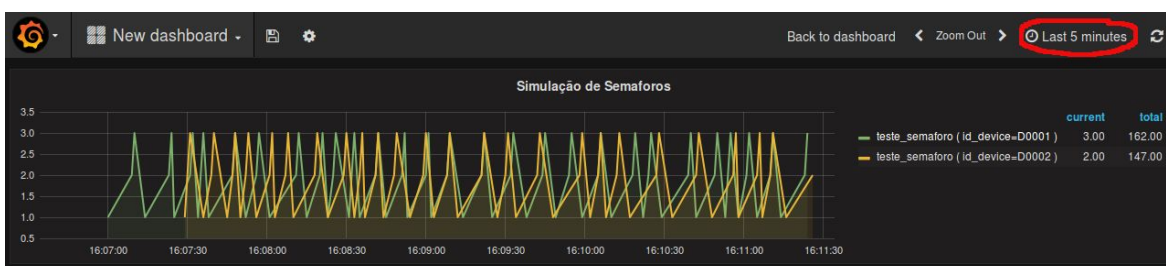 New dashboard Back to dashboard Zoom Out Last 5 minutes
Simulação de Semaforos
current total
teste_semaforo ( id_device=D0001 ) 3.00 162.00
teste_semaforo ( id_device=D0002 ) 2.00 147.00
3.5
3.0
2.5
2.0
1.5
1.0
0.5
16:07:00 16:07:30 16:08:00 16:08:30 16:09:00 16:09:30 16:10:00 16:10:30 16:11:00 16:11:30